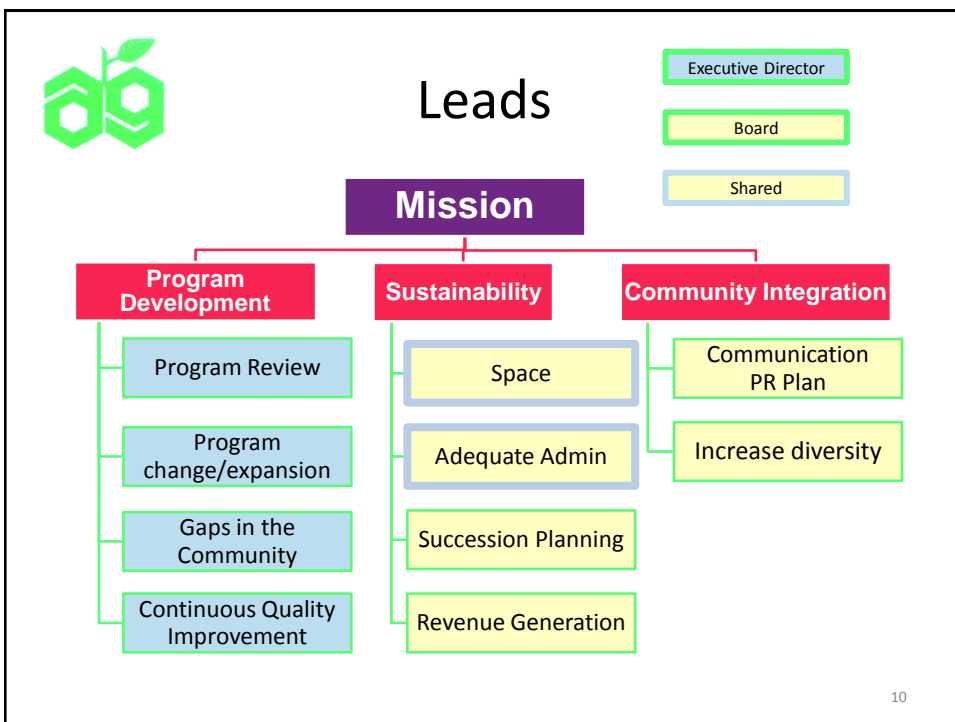 ag
Leads
Executive Director
Board
Shared
Mission
Program
Development
Program Review
Program
change/expansion
Gaps in the
Community
Continuous Quality
Improvement
Sustainability
Space
Adequate Admin
Succession Planning
Revenue Generation
Community Integration
Communication
PR Plan
Increase diversity
10